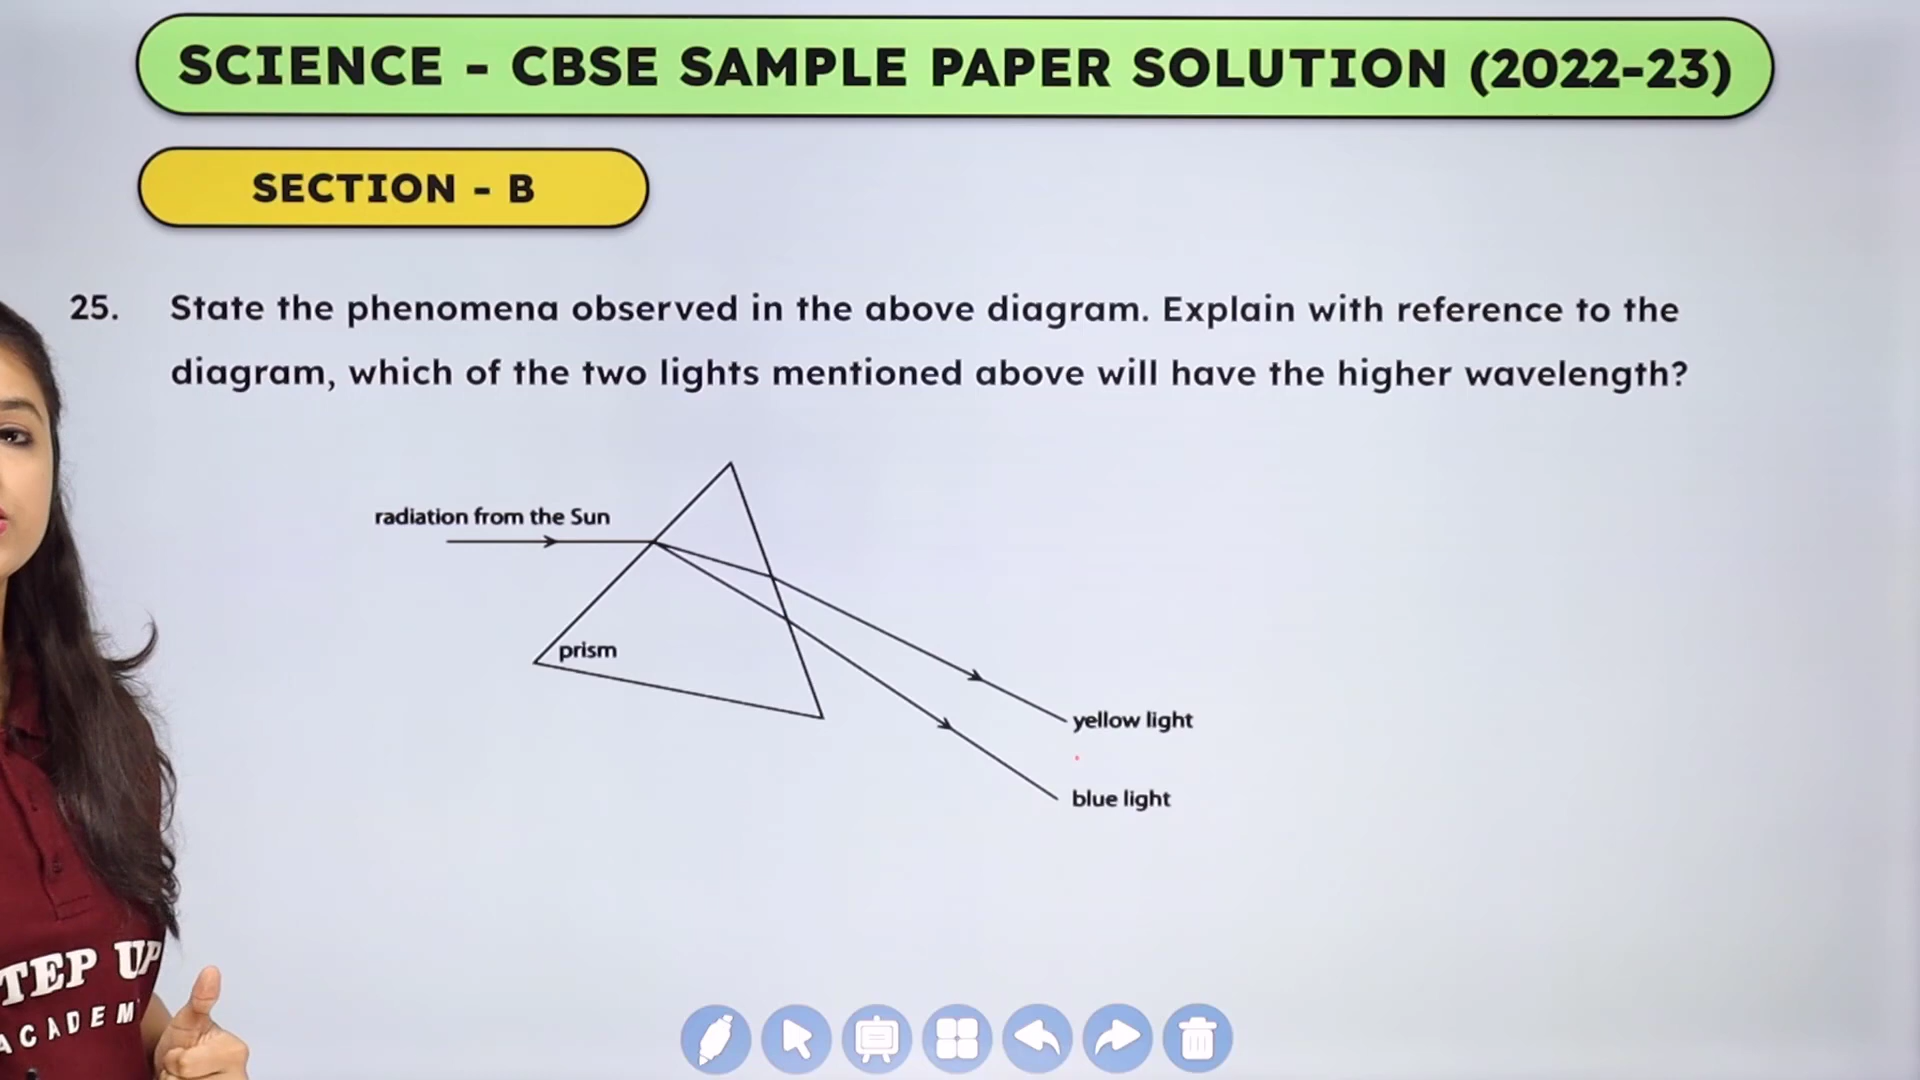 SCIENCE - CBSE SAMPLE PAPER SOLUTION (2022-23)
SECTION - B
25. State the phenomena observed in the above diagram. Explain with reference to the
diagram, which of the two lights mentioned above will have the higher wavelength?
radiation from the Sun
prism
yellow light
blue light
TEP UP
ACADEM